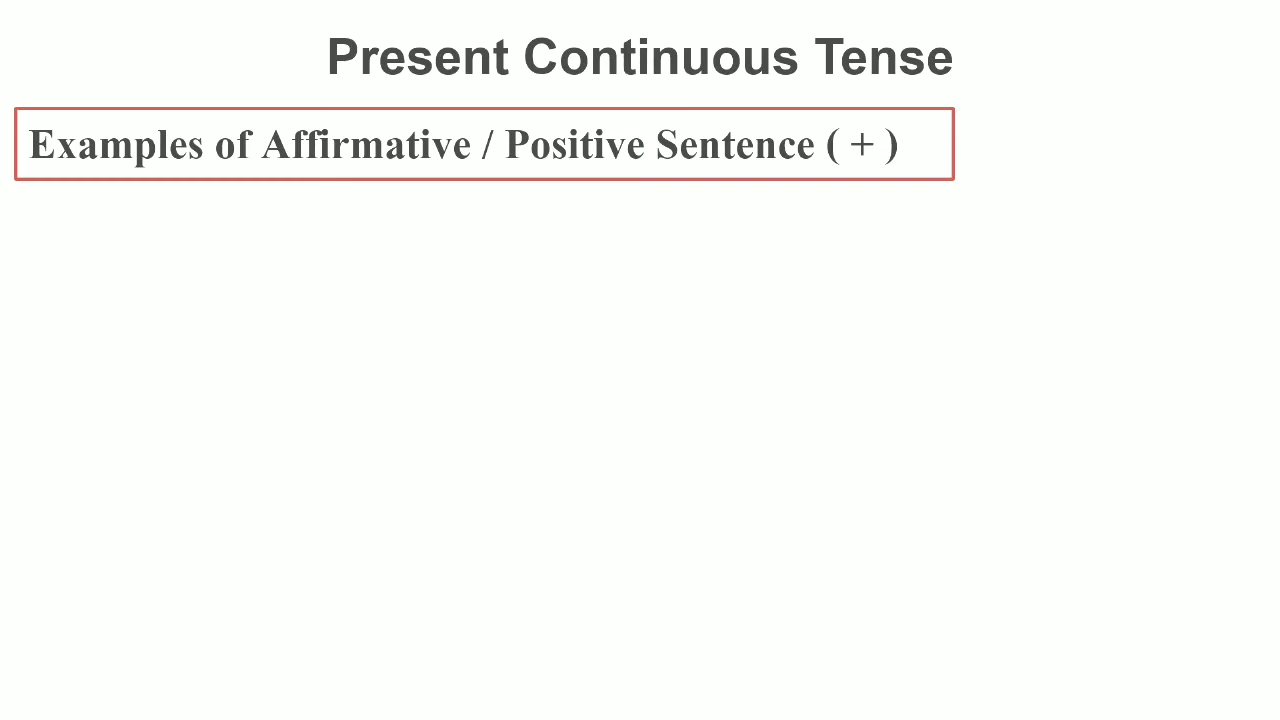 Present Continuous Tense
Examples of Affirmative / Positive Sentence ( + )